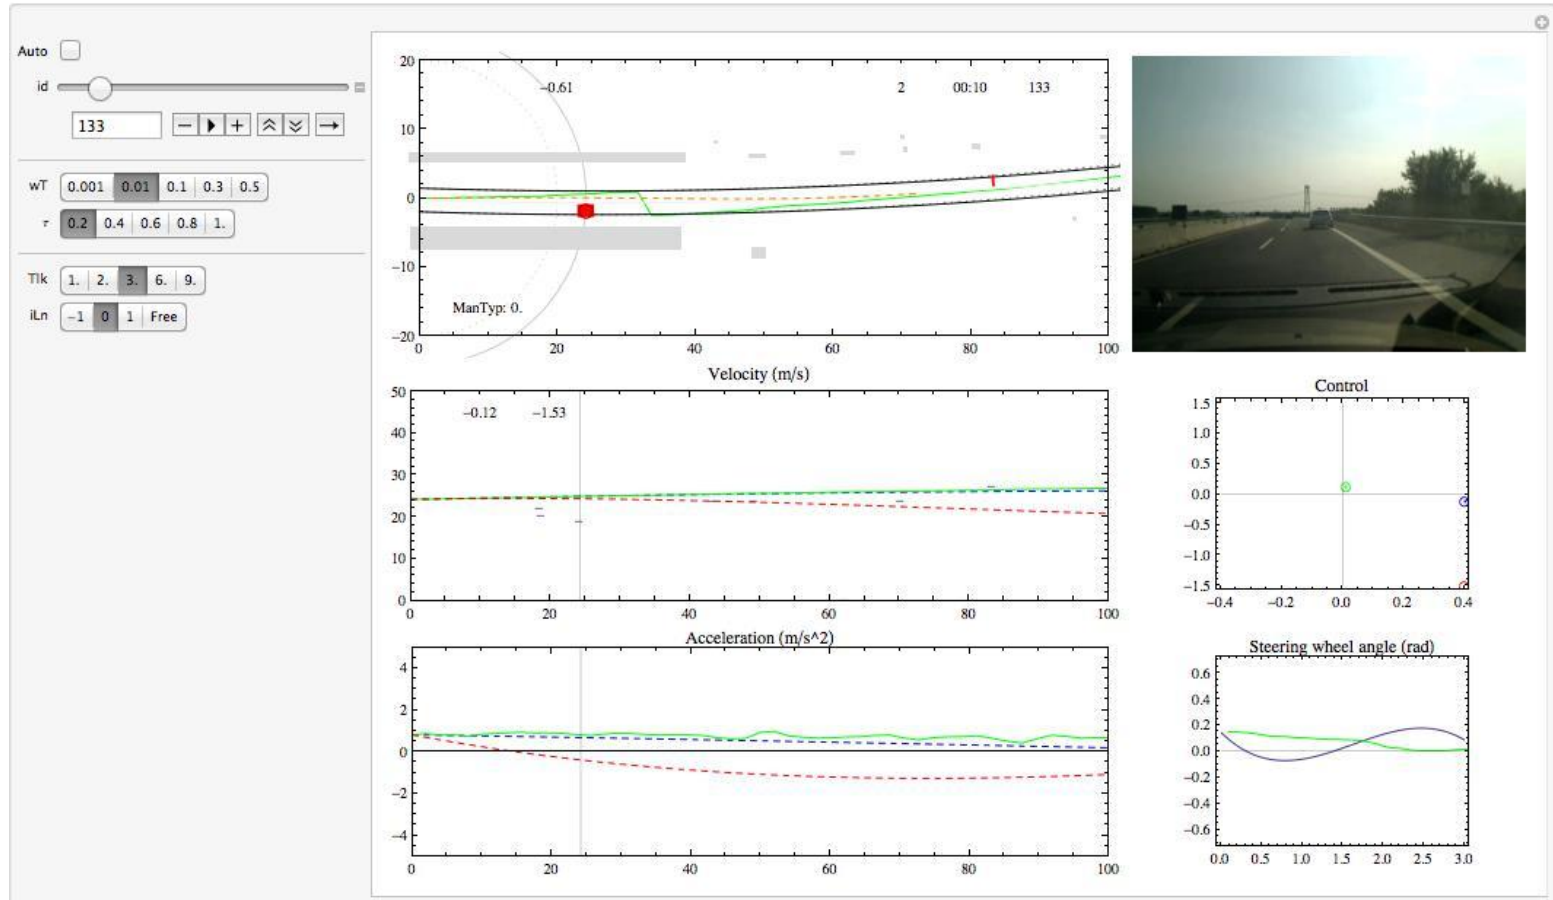 Auto
id
133
wT 0.001 0.01 0.1 0.3 0.5
τ 0.2 0.4 0.6 0.8 1.
Tlk 1. 2. 3. 6. 9.
iLn −1 0 1 Free
−0.61 2 00:10 133
20
10
0
−10
−20
ManTyp: 0.
0 20 40 60 80 100
Velocity (m/s)
−0.12 −1.53
50
40
30
20
10
0
0 20 40 60 80 100
Acceleration (m/s^2)
4
2
0
−2
−4
0 20 40 60 80 100
Control
1.5
1.0
0.5
0.0
−0.5
−1.0
−1.5
−0.4 −0.2 0.0 0.2 0.4
Steering wheel angle (rad)
0.6
0.4
0.2
0.0
−0.2
−0.4
−0.6
0.0 0.5 1.0 1.5 2.0 2.5 3.0